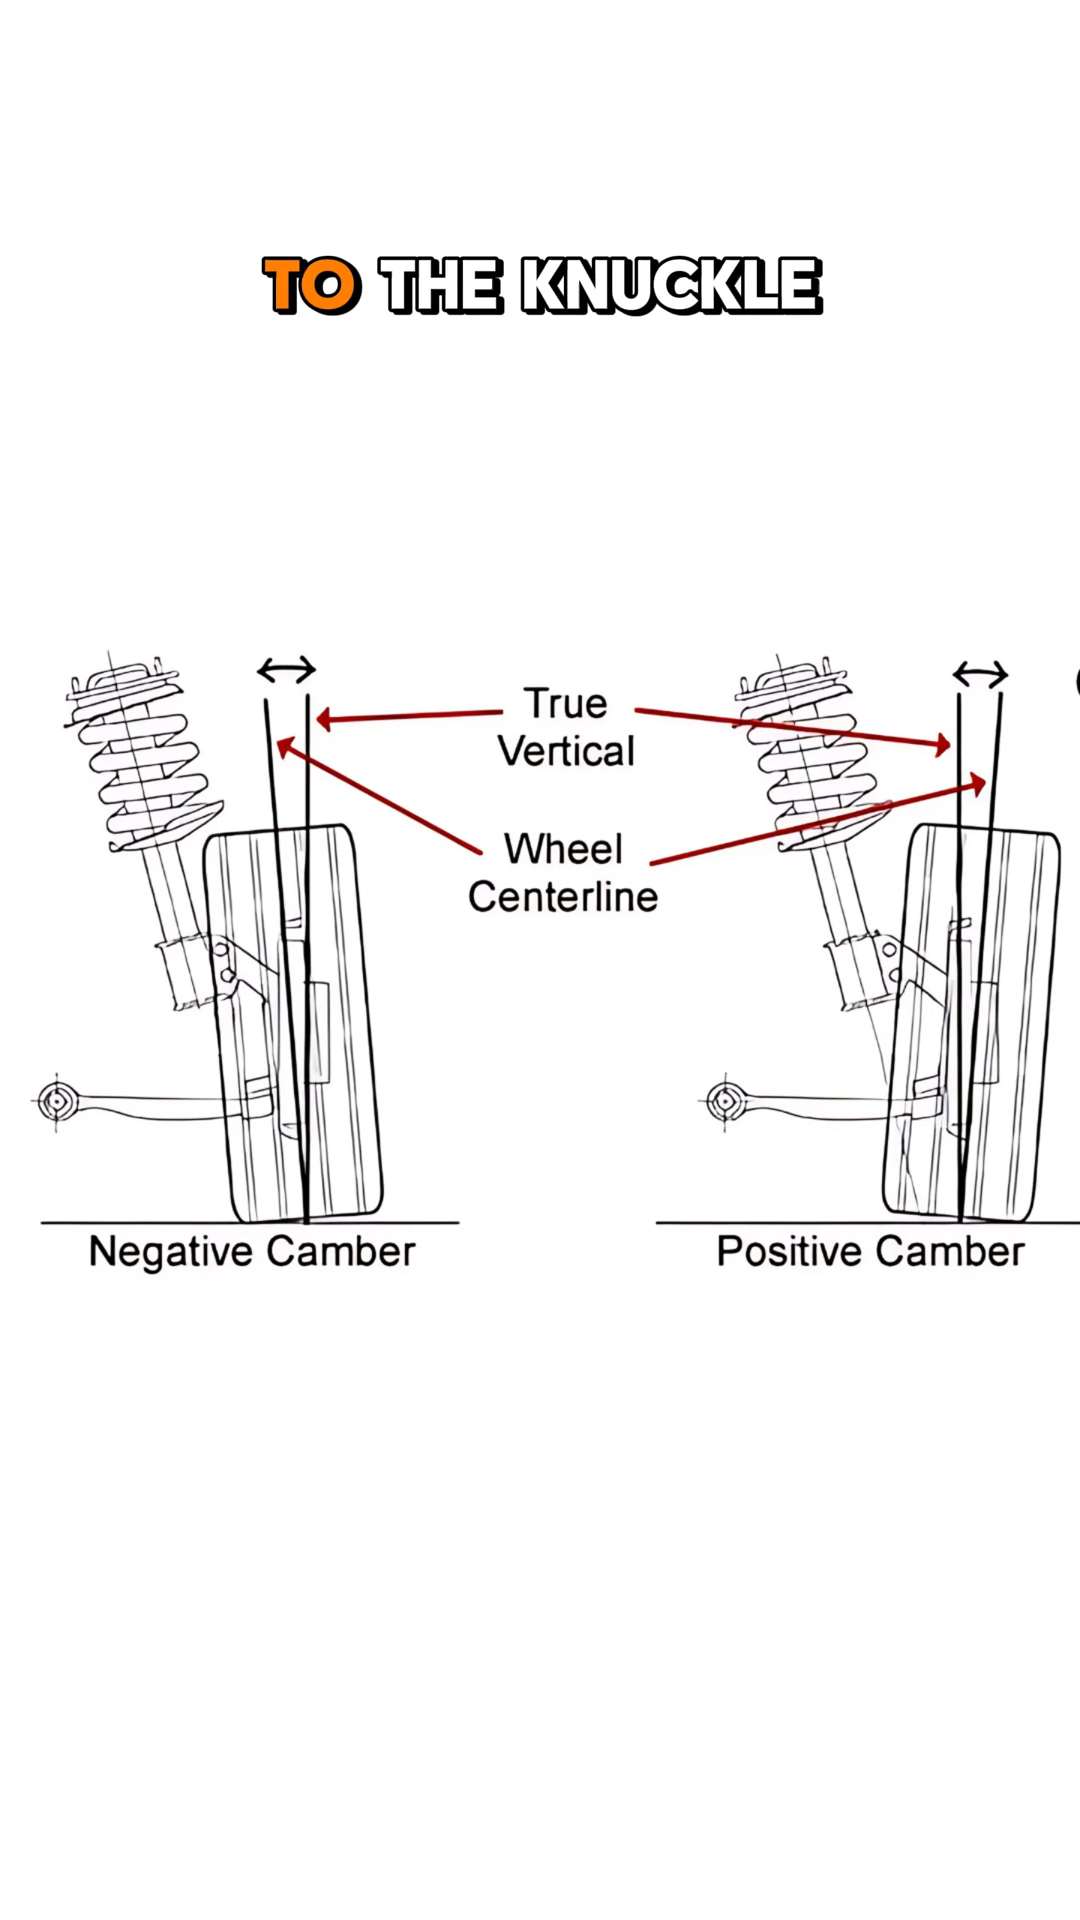 TO THE KNUCKLE
True
Vertical
Wheel
Centerline
Negative Camber
Positive Camber